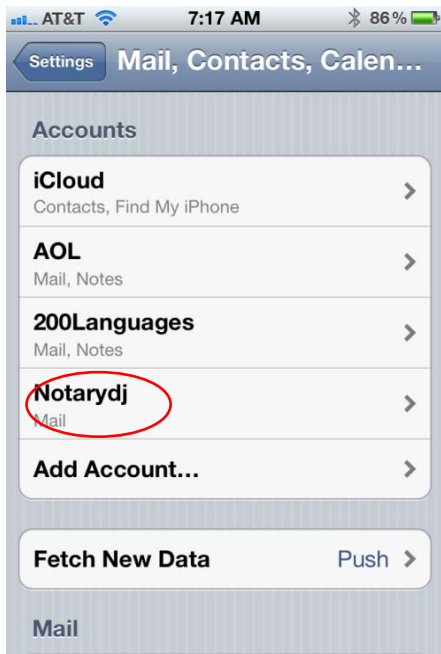 AT&T 7:17 AM 86%
Settings Mail, Contacts, Calen...
Accounts
iCloud
Contacts, Find My iPhone
AOL
Mail, Notes
200Languages
Mail, Notes
Notarydj
Mail
Add Account...
Fetch New Data Push
Mail